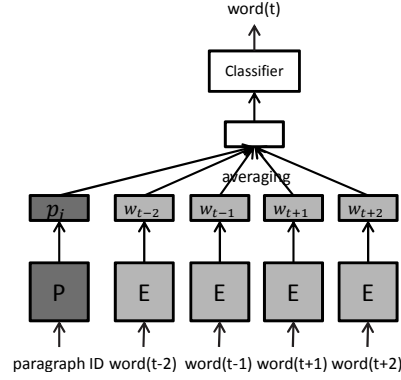 word(t)
Classifier
averaging
p_i w_{t−2} w_{t−1} w_{t+1} w_{t+2}
P E E E E
paragraph ID word(t-2) word(t-1) word(t+1) word(t+2)